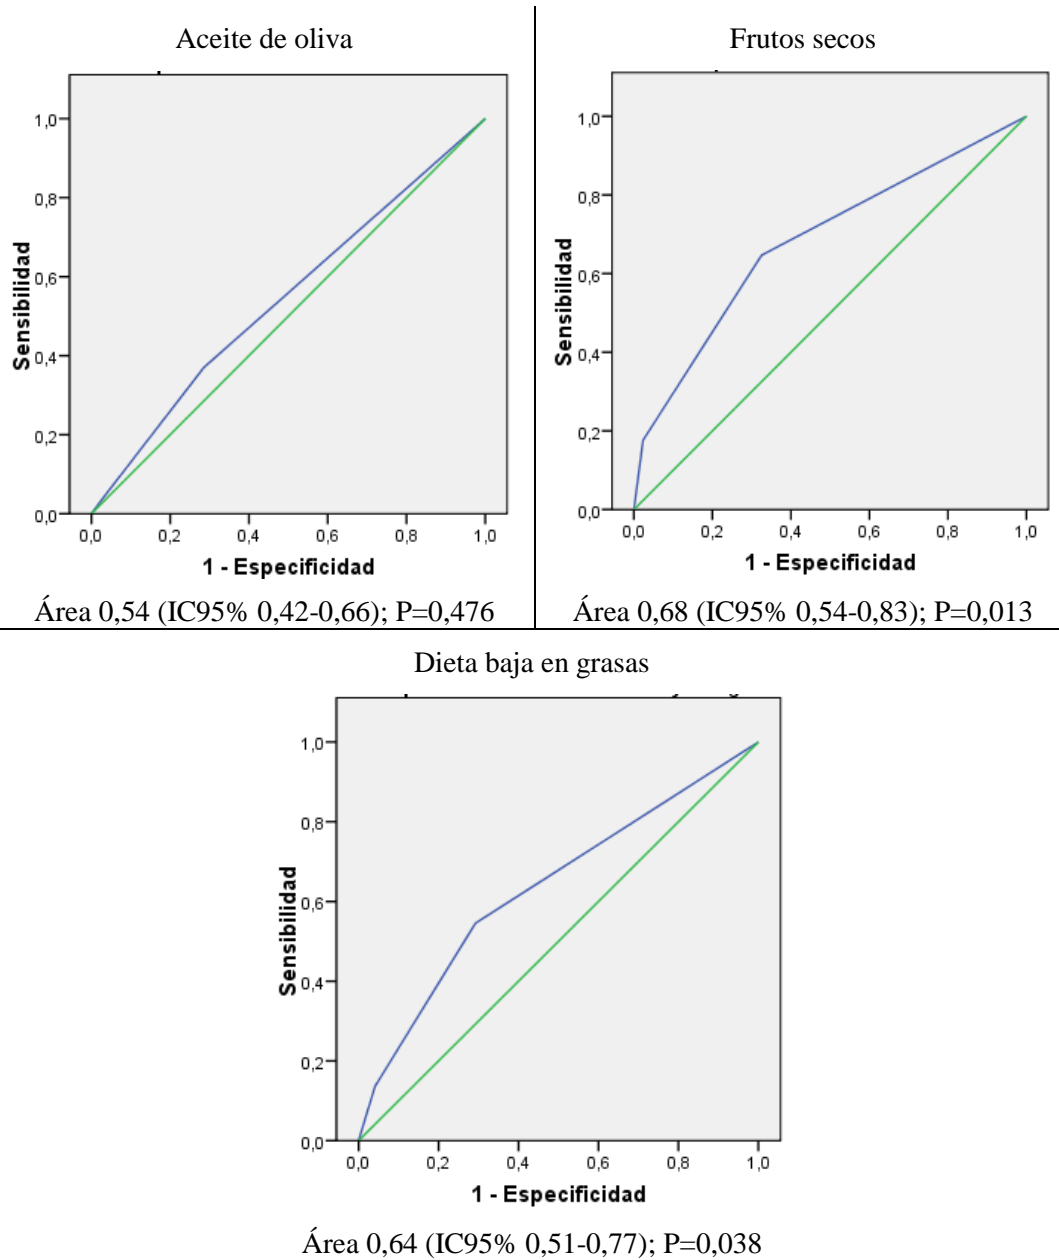 Aceite de oliva
1,0
0,8
0,6
0,4
0,2
0,0
Sensibilidad
0,0 0,2 0,4 0,6 0,8 1,0
1 - Especificidad
Área 0,54 (IC95% 0,42-0,66); P=0,476
Frutos secos
1,0
0,8
0,6
0,4
0,2
0,0
Sensibilidad
0,0 0,2 0,4 0,6 0,8 1,0
1 - Especificidad
Área 0,68 (IC95% 0,54-0,83); P=0,013
Dieta baja en grasas
1,0
0,8
0,6
0,4
0,2
0,0
Sensibilidad
0,0 0,2 0,4 0,6 0,8 1,0
1 - Especificidad
Área 0,64 (IC95% 0,51-0,77); P=0,038